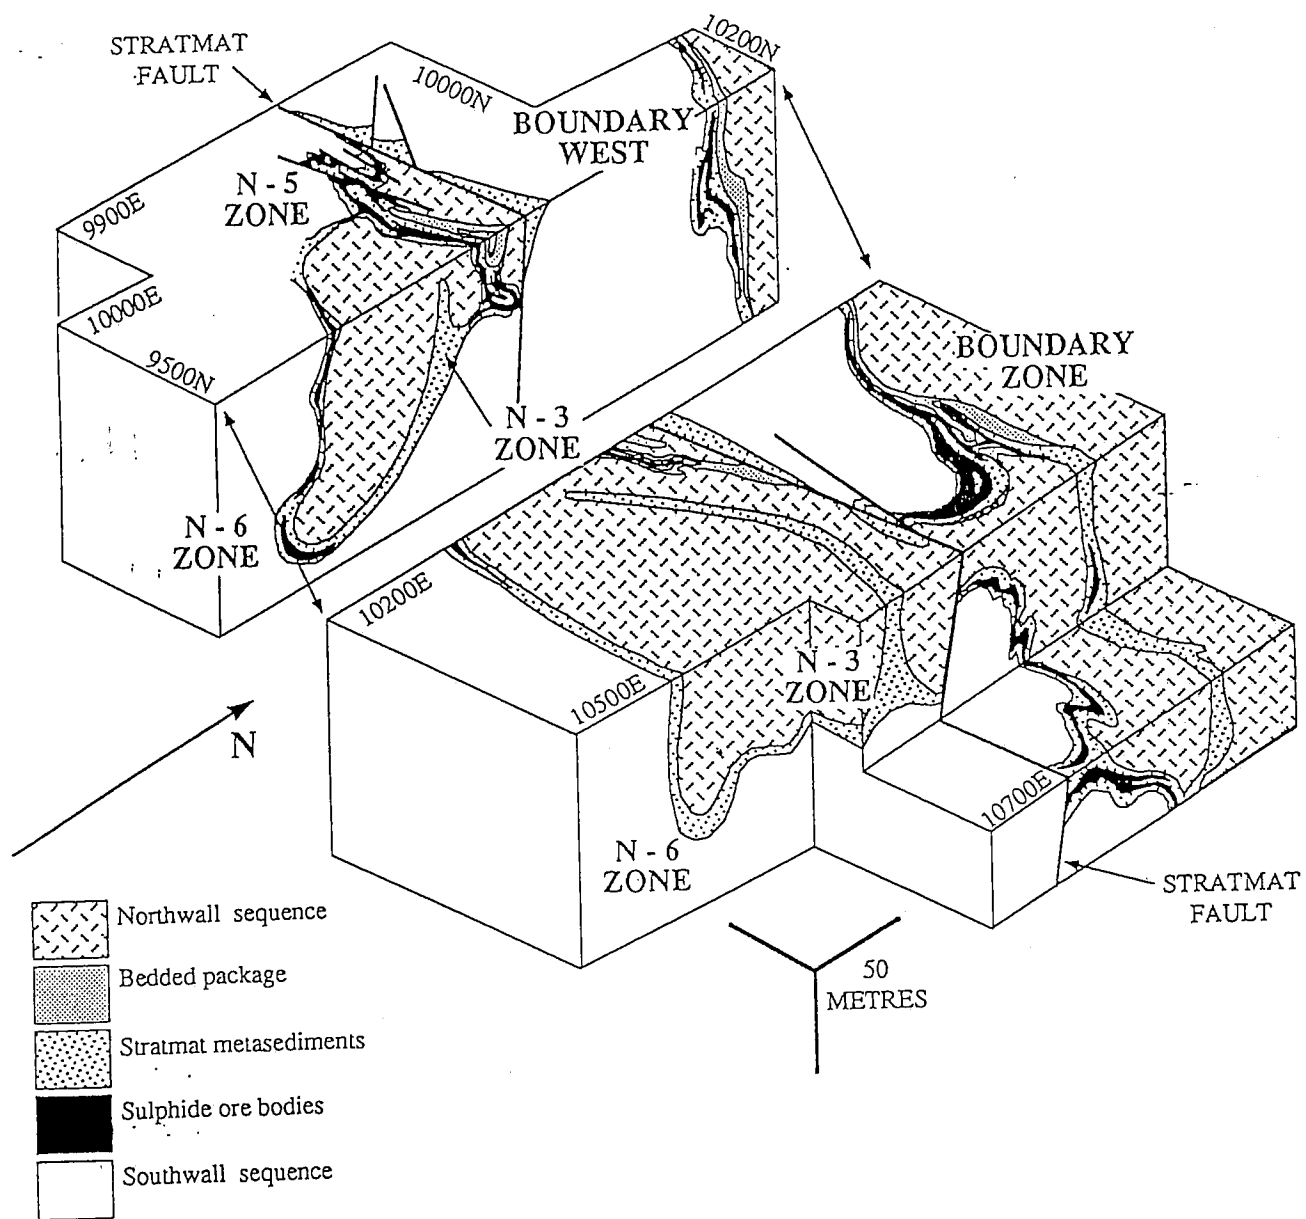 STRATMAT
FAULT
10200N
10000N
BOUNDARY
WEST
N - 5
ZONE
9900E
10000E
9500N
BOUNDARY
ZONE
N - 3
ZONE
N - 6
ZONE
10200E
N - 3
ZONE
10500E
N
10700E
N - 6
ZONE
STRATMAT
FAULT
50
METRES
Northwall sequence
Bedded package
Stratmat metasediments
Sulphide ore bodies
Southwall sequence